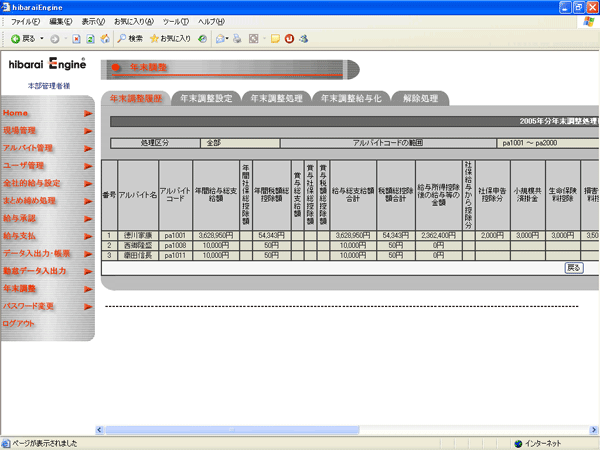 hibaraiEngine
ファイル(F) 編集(E) 表示(V) お気に入り(A) ツール(T) ヘルプ(H)
戻る 検索 お気に入り
hibarai Engine
本部管理者様
Home
現場管理
アルバイト管理
ユーザ管理
全社的給与設定
まとめ締め処理
給与承認
給与支払
データ入出力・帳票
勤怠データ入出力
年末調整
パスワード変更
ログアウト
年末調整
年末調整履歴 年末調整設定 年末調整処理 年末調整給与化 解除処理
2005年分年末調整処理
処理区分 全部 アルバイトコードの範囲 pa1001 ~ pa2000
番号 アルバイト名 アルバイトコード 年間給与総支給額 年間社保総控除額 年間税額総控除額 賞与総支給額 賞与社保総控除額 賞与税額総控除額 給与総支給額合計 税額総控除額合計 給与所得控除後の給与等の金額 社保給与から控除分 社保申告控除分 小規模共済掛金 生命保険料控除 損害料控
1 徳川家康 pa1001 3,628,950円 54,343円 3,628,950円 54,343円 2,362,400円 2,000円 3,000円 3,000円 3,50
2 西郷隆盛 pa1008 10,000円 50円 10,000円 50円 0円
3 織田信長 pa1011 10,000円 50円 10,000円 50円 0円
戻る
ページが表示されました インターネット